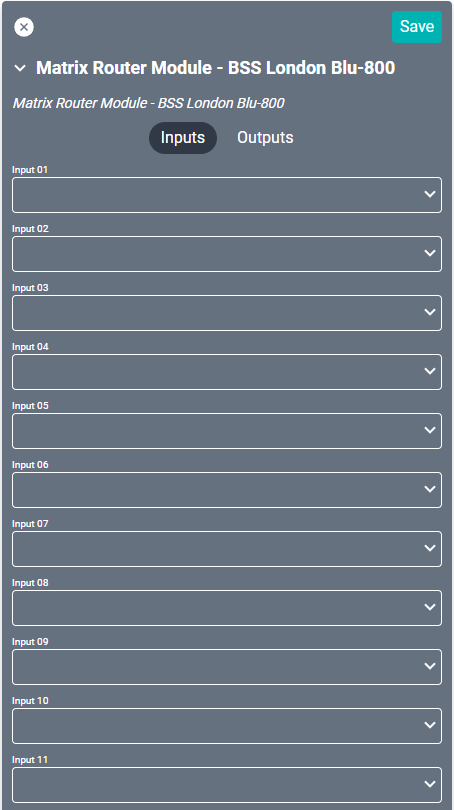 Save
Matrix Router Module - BSS London Blu-800
Matrix Router Module - BSS London Blu-800
Inputs Outputs
Input 01
Input 02
Input 03
Input 04
Input 05
Input 06
Input 07
Input 08
Input 09
Input 10
Input 11